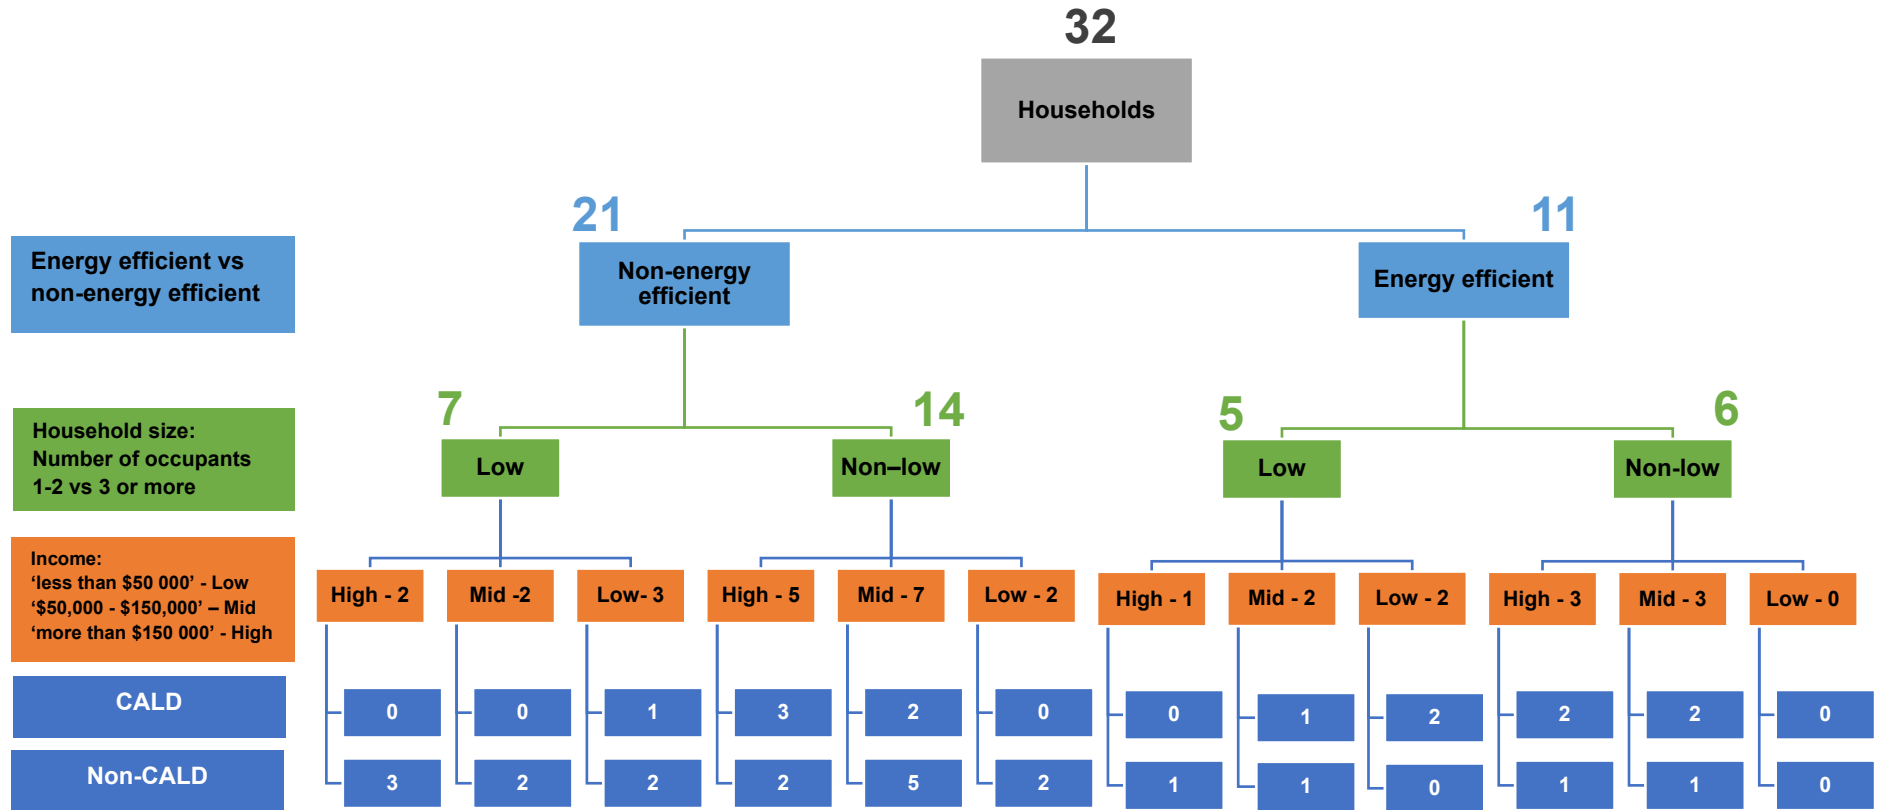 32
Households
21
11
Energy efficient vs
non-energy efficient
Non-energy
efficient
Energy efficient
7
14
5
6
Household size:
Number of occupants
1-2 vs 3 or more
Low
Non–low
Low
Non-low
Income:
‘less than $50 000’ - Low
‘$50,000 - $150,000’ – Mid
‘more than $150 000’ - High
High - 2
Mid -2
Low- 3
High - 5
Mid - 7
Low - 2
High - 1
Mid - 2
Low - 2
High - 3
Mid - 3
Low - 0
CALD
0
0
1
3
2
0
0
1
2
2
2
0
Non-CALD
3
2
2
2
5
2
1
1
0
1
1
0